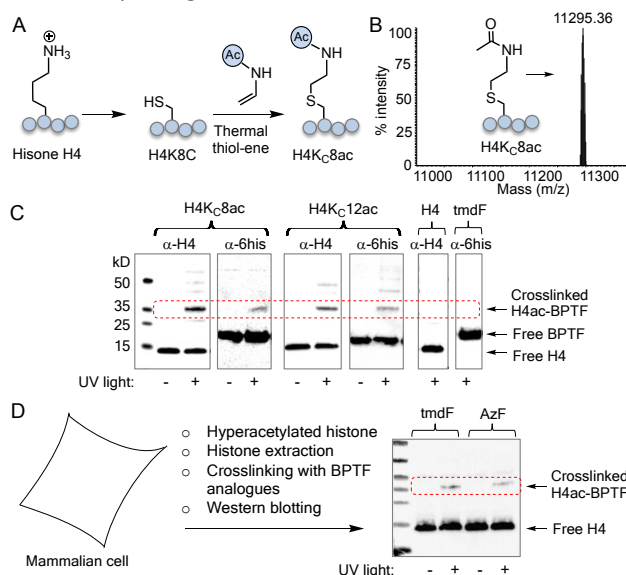 A
⊕
NH3
Hisone H4
HS
H4K8C
Ac
NH
Thermal
thiol-ene
Ac
NH
S
H4KC8ac
B
11295.36
% intensity
100
75
50
25
0
O
N
H
S
H4KC8ac
11000 11100 11200 11300
Mass (m/z)
C
H4KC8ac H4KC12ac H4 tmdF
α-H4 α-6his α-H4 α-6his α-H4 α-6his
kD
50
35
25
15
Crosslinked
H4ac-BPTF
Free BPTF
Free H4
UV light: - + - + - + - + + +
D
Mammalian cell
○ Hyperacetylated histone
○ Histone extraction
○ Crosslinking with BPTF
analogues
○ Western blotting
tmdF AzF
Crosslinked
H4ac-BPTF
Free H4
UV light: - + - +